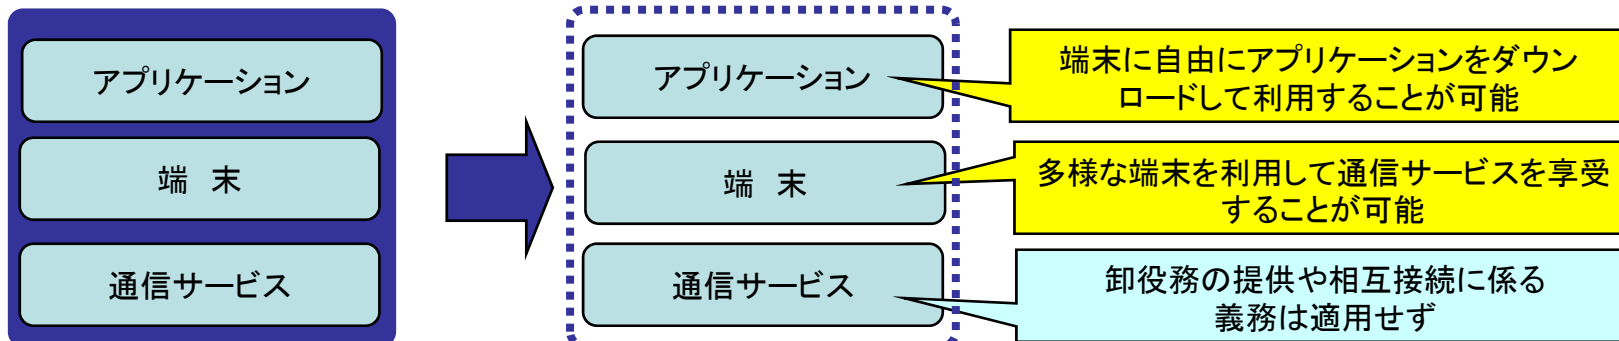 アプリケーション
端　末
通信サービス
アプリケーション
端　末
通信サービス
端末に自由にアプリケーションをダウン
ロードして利用することが可能
多様な端末を利用して通信サービスを享受
することが可能
卸役務の提供や相互接続に係る
義務は適用せず